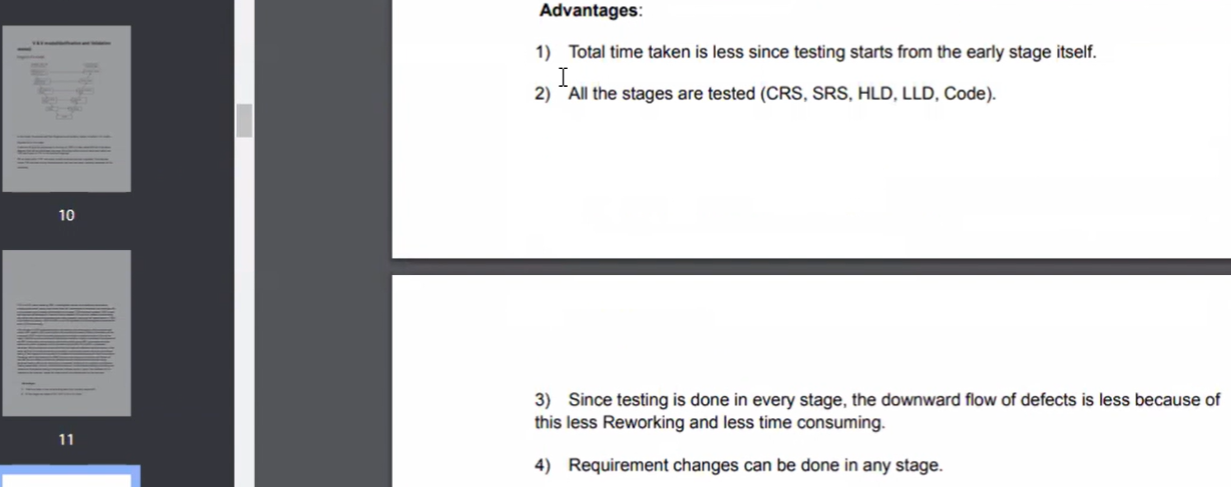 Advantages:
1) Total time taken is less since testing starts from the early stage itself.
2) All the stages are tested (CRS, SRS, HLD, LLD, Code).
10
11
3) Since testing is done in every stage, the downward flow of defects is less because of
this less Reworking and less time consuming.
4) Requirement changes can be done in any stage.